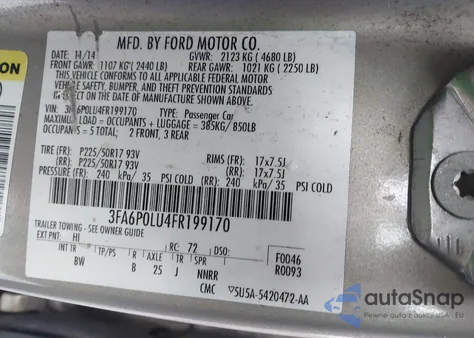 MFD. BY FORD MOTOR CO.
DATE: 11/14 GVWR: 2123 KG (4680 LB)
FRONT GAWR: 1107 KG (2440 LB) REAR GAWR: 1021 KG (2250 LB)
THIS VEHICLE CONFORMS TO ALL APPLICABLE FEDERAL MOTOR
VEHICLE SAFETY, BUMPER, AND THEFT PREVENTION STANDARDS
IN EFFECT ON THE DATE OF MANUFACTURE SHOWN ABOVE.
VIN: 3FA6P0LU4FR199170 TYPE: Passenger Car
MAXIMUM LOAD = OCCUPANTS + LUGGAGE = 385KG/850LB
OCCUPANTS = 5 TOTAL; 2 FRONT, 3 REAR
TIRE (FR): P225/50R17 93V RIMS (FR): 17x7.5J
(RR): P225/50R17 93V (RR): 17x7.5J
PRESSURE (FR): 240 kPa/ 35 PSI COLD (RR): 240 kPa/ 35 PSI COLD
3FA6P0LU4FR199170
TRAILER TOWING - SEE OWNER GUIDE
EXT PNT: HI RC: 72 DSO: F0046
INT TR TP/PS R AXLE TR SPR R0093
BW B 25 J NNRR
CMC 5U5A-5420472-AA
ON
autoSnap
Pewne auta z aukcji USA i EU